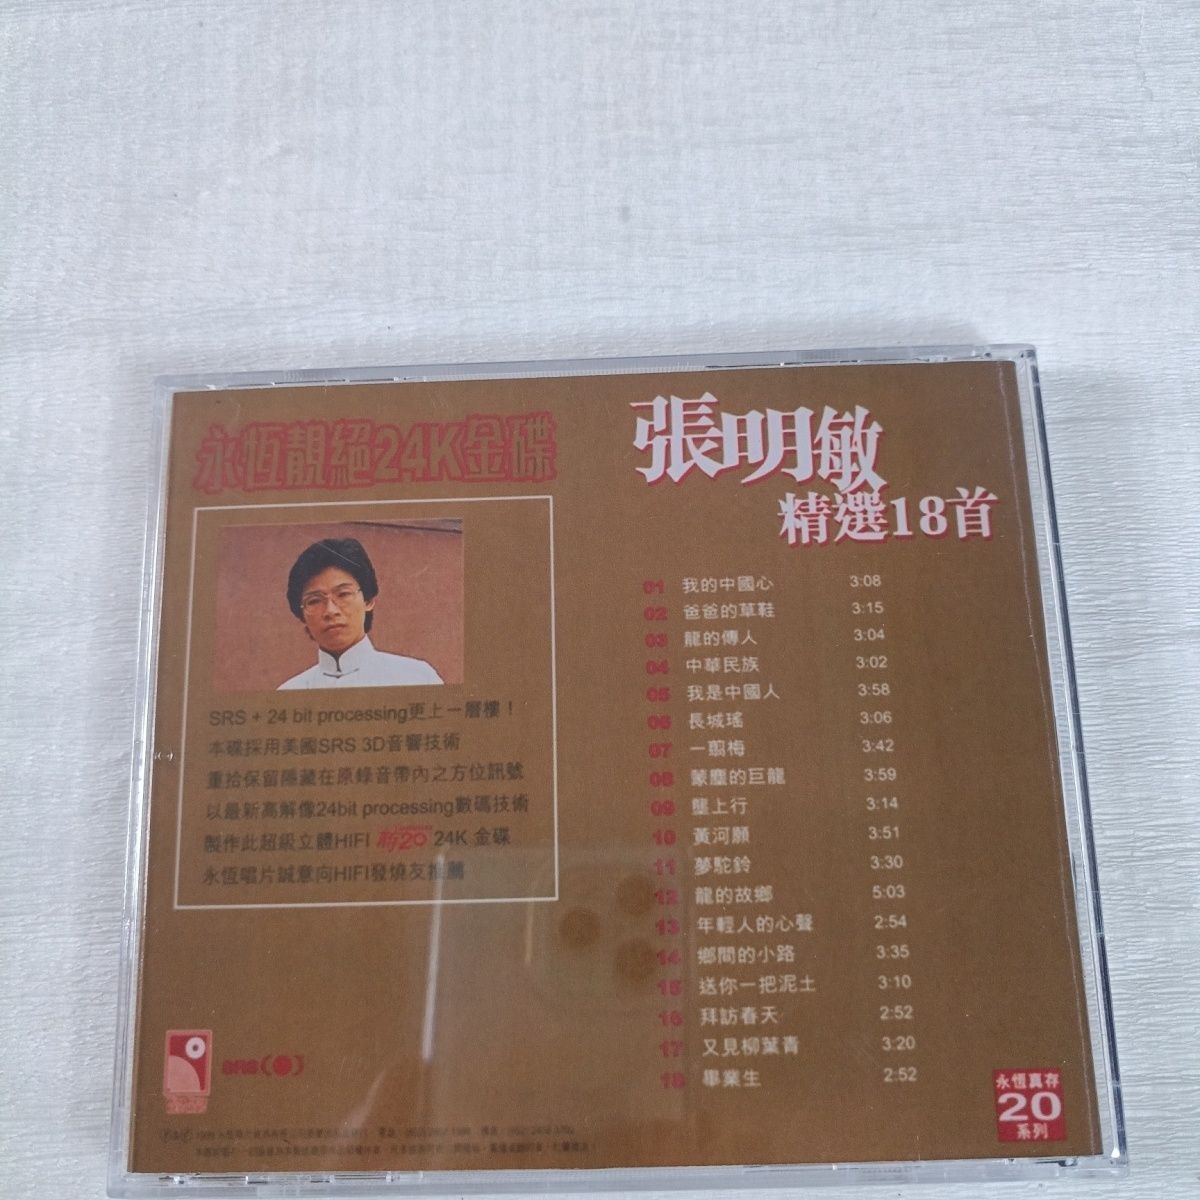 永恆靚絕24K金碟
SRS + 24 bit processing更上一層樓！
本碟採用美國SRS 3D音響技術
重拾保留隱藏在原錄音帶內之方位訊號
以最新高解像24bit processing數碼技術
製作此超級立體HIFI 新20 24K 金碟
永恆唱片誠意向HIFI發燒友推薦
張明敏
精選18首
01 我的中國心 3:08
02 爸爸的草鞋 3:15
03 龍的傳人 3:04
04 中華民族 3:02
05 我是中國人 3:58
06 長城瑤 3:06
07 一翦梅 3:42
08 蒙塵的巨龍 3:59
09 壟上行 3:14
10 黃河願 3:51
11 夢駝鈴 3:30
12 龍的故鄉 5:03
13 年輕人的心聲 2:54
14 鄉間的小路 3:35
15 送你一把泥土 3:10
16 拜訪春天 2:52
17 又見柳葉青 3:20
18 畢業生 2:52
永恆真存
20
系列